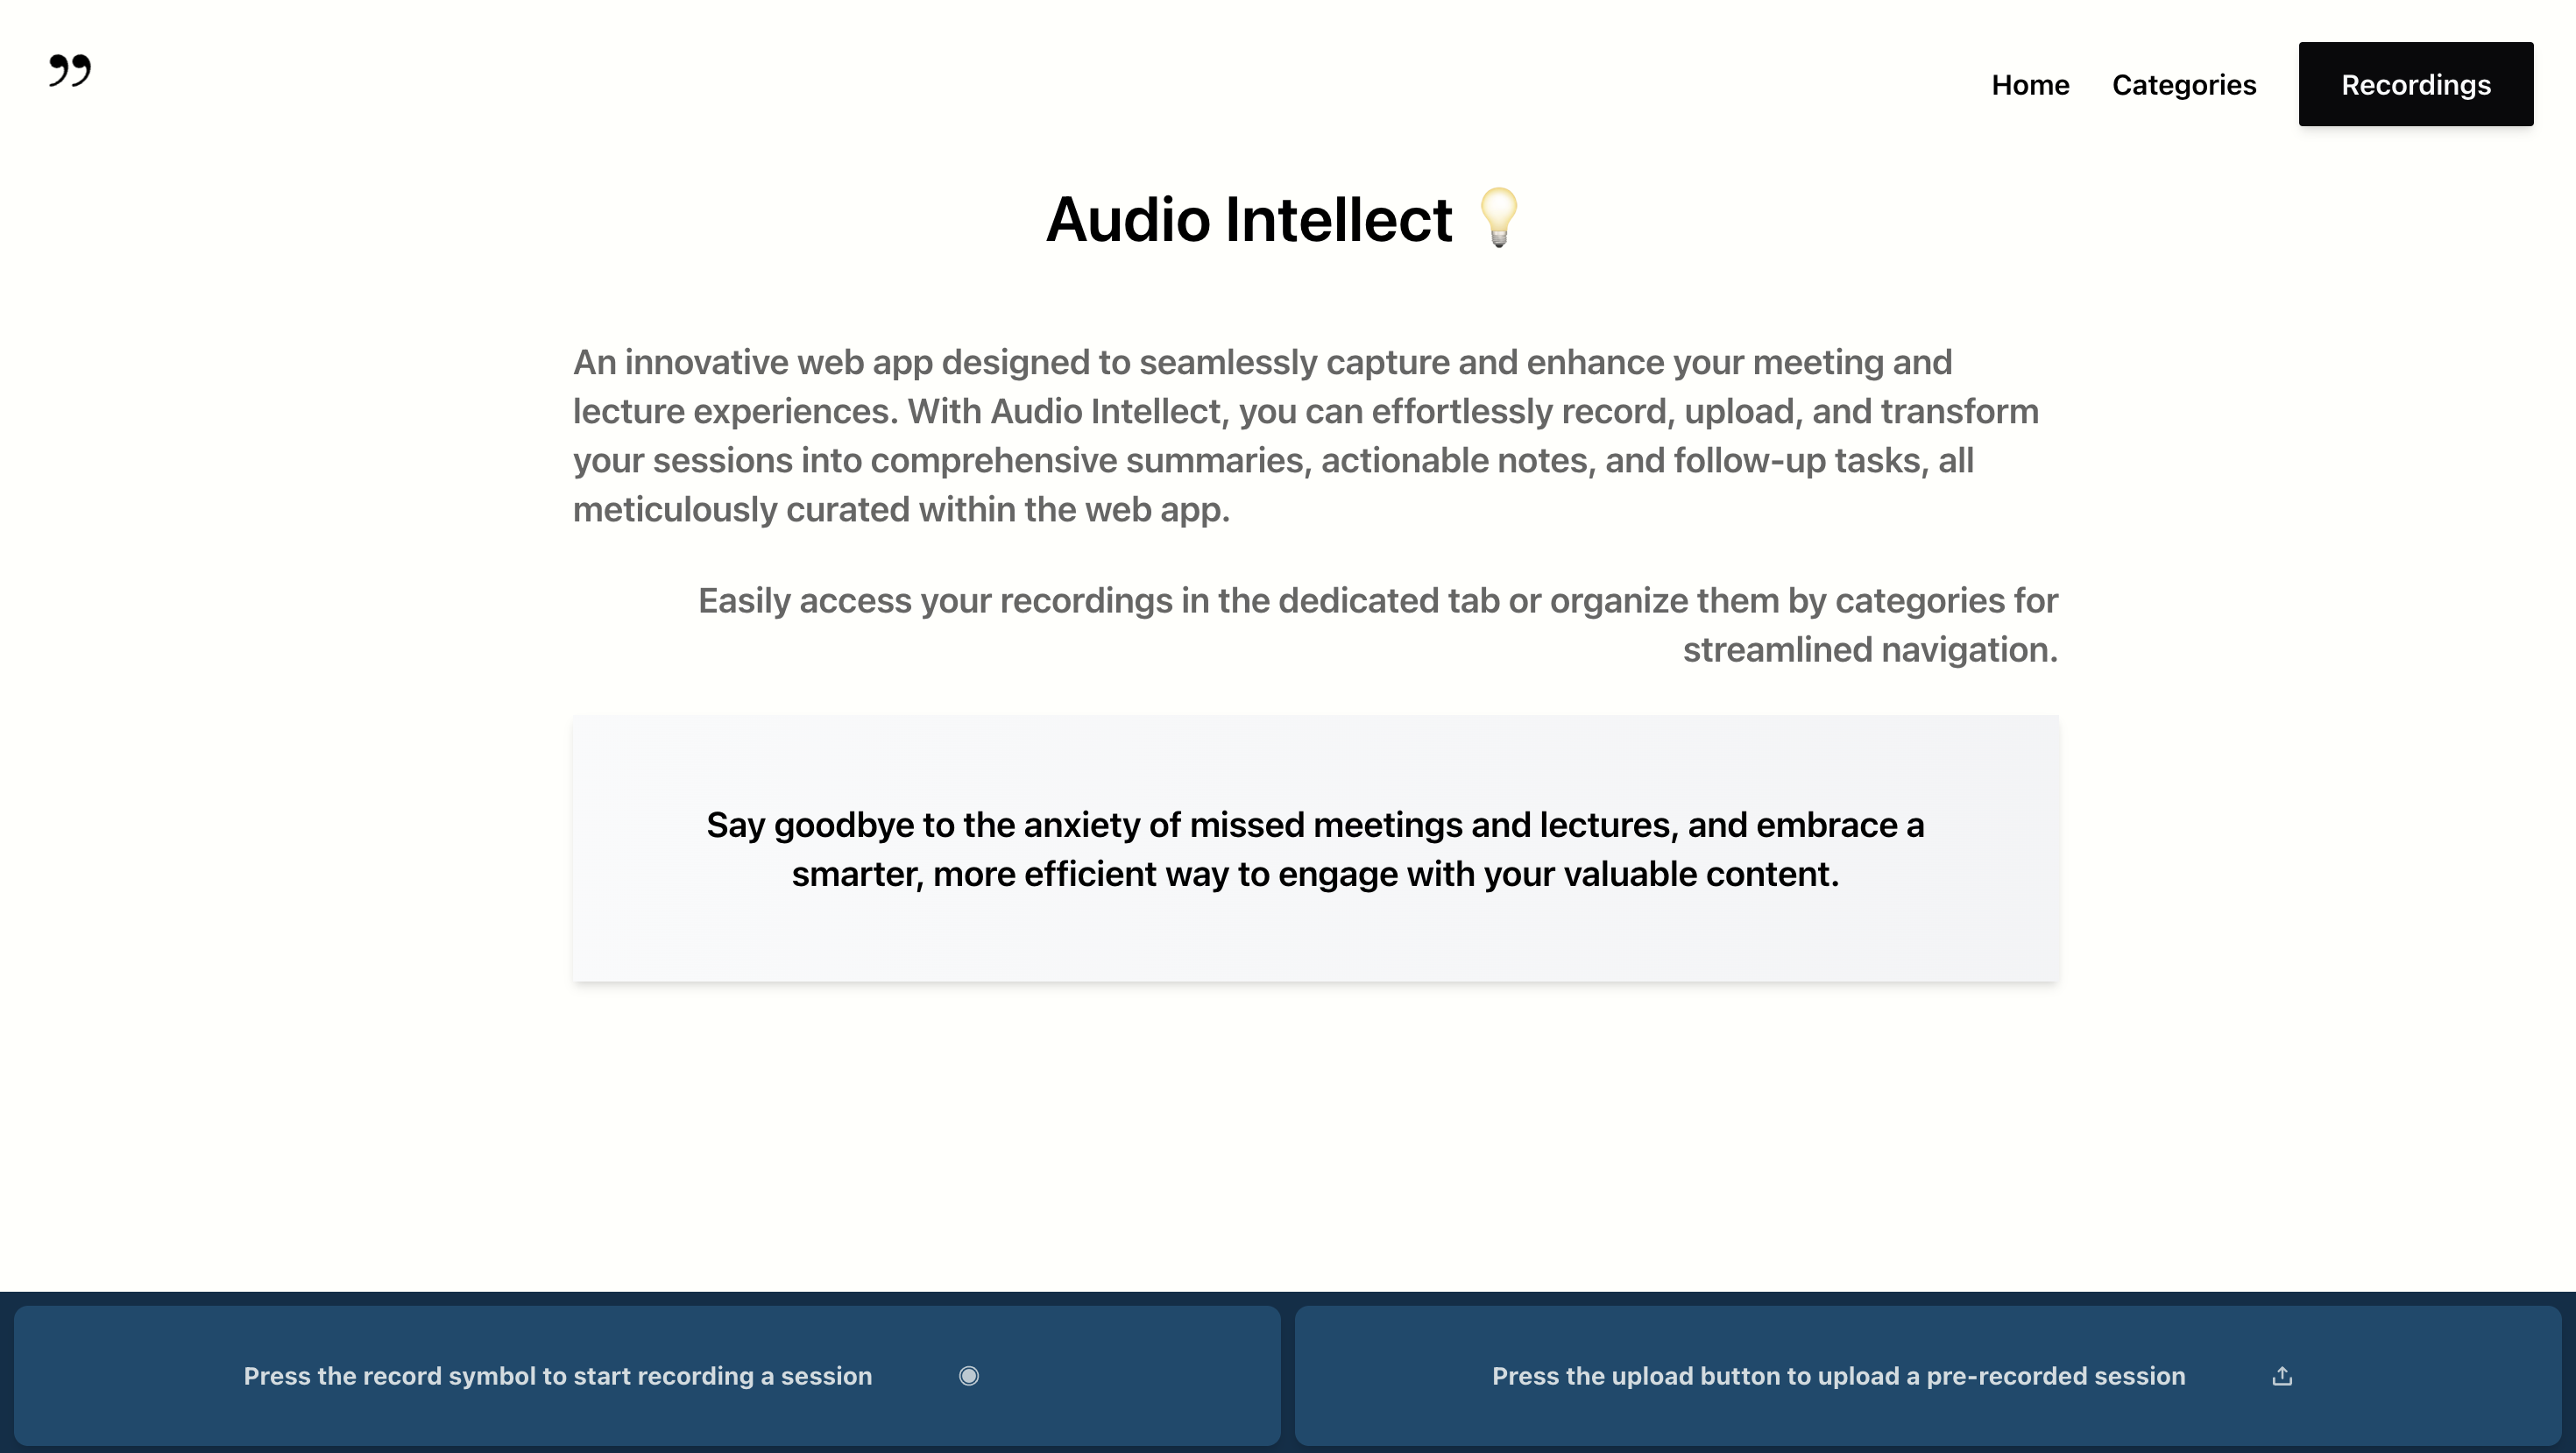 ”
Home Categories Recordings
Audio Intellect 💡
An innovative web app designed to seamlessly capture and enhance your meeting and
lecture experiences. With Audio Intellect, you can effortlessly record, upload, and transform
your sessions into comprehensive summaries, actionable notes, and follow-up tasks, all
meticulously curated within the web app.
Easily access your recordings in the dedicated tab or organize them by categories for
streamlined navigation.
Say goodbye to the anxiety of missed meetings and lectures, and embrace a
smarter, more efficient way to engage with your valuable content.
Press the record symbol to start recording a session
Press the upload button to upload a pre-recorded session